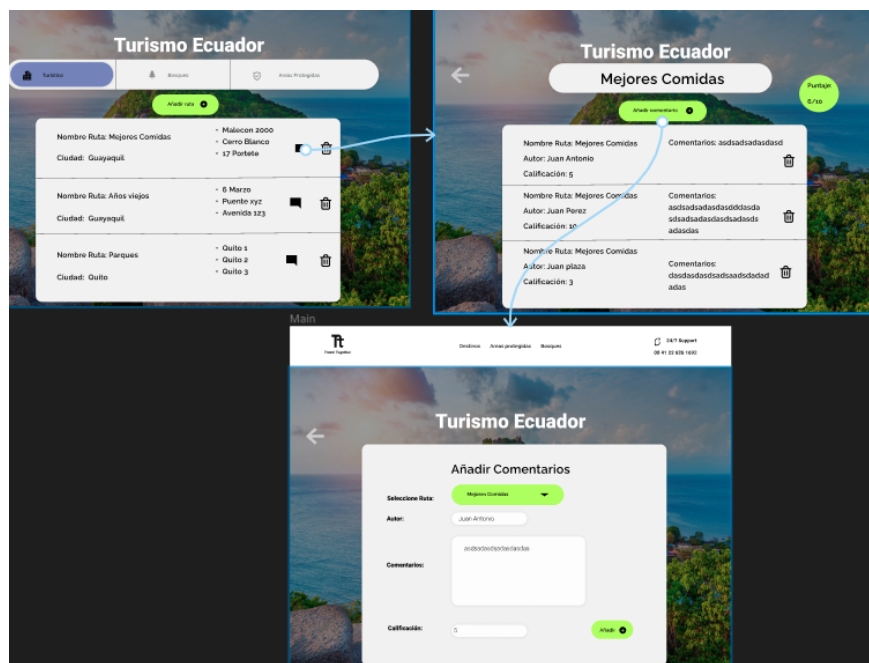 Turismo Ecuador
Turístico
Bosques
Areas Protegidas
Añadir ruta
Nombre Ruta: Mejores Comidas
Ciudad: Guayaquil
Malecon 2000
Cerro Blanco
17 Portete
Nombre Ruta: Años viejos
Ciudad: Guayaquil
6 Marzo
Puente xyz
Avenida 123
Nombre Ruta: Parques
Ciudad: Quito
Quito 1
Quito 2
Quito 3
Turismo Ecuador
Mejores Comidas
Puntaje:
6/10
Añadir comentario
Nombre Ruta: Mejores Comidas
Autor: Juan Antonio
Calificación: 5
Comentarios: asdsadsadasdasd
Nombre Ruta: Mejores Comidas
Autor: Juan Perez
Calificación: 10
Comentarios:
asdsadsadasdasdddasda
sdsadsadasdasdsadasds
adasdas
Nombre Ruta: Mejores Comidas
Autor: Juan plaza
Calificación: 3
Comentarios:
dasdasdasdsadsaadsdadad
adas
Main
Tt
Travel Together
Destinos Areas protegidas Bosques
24/7 Support
Turismo Ecuador
Añadir Comentarios
Seleccione Ruta:
Mejores Comidas
Autor:
Juan Antonio
Comentarios:
Calificación:
5
Añadir